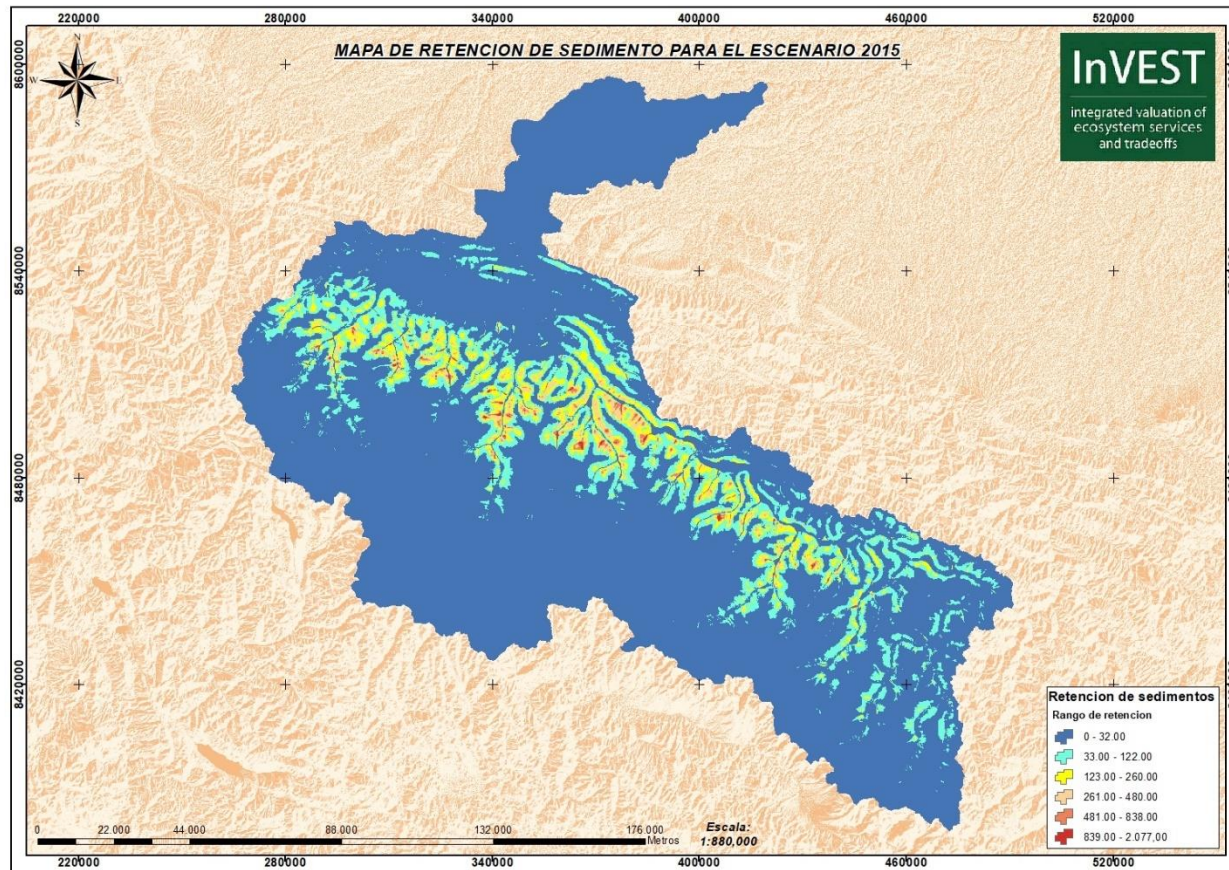 220000 280000 340000 400000 460000 520000
MAPA DE RETENCION DE SEDIMENTO PARA EL ESCENARIO 2015
N
W E
S
InVEST
integrated valuation of
ecosystem services
and tradeoffs
8600000
8540000
8480000
8420000
Retencion de sedimentos
Rango de retencion
0 - 32.00
33.00 - 122.00
123.00 - 260.00
261.00 - 480.00
481.00 - 838.00
839.00 - 2.077,00
0 22.000 44.000 88.000 132.000 176.000
Metros
Escala:
1:880,000
220000 280000 340000 400000 460000 520000